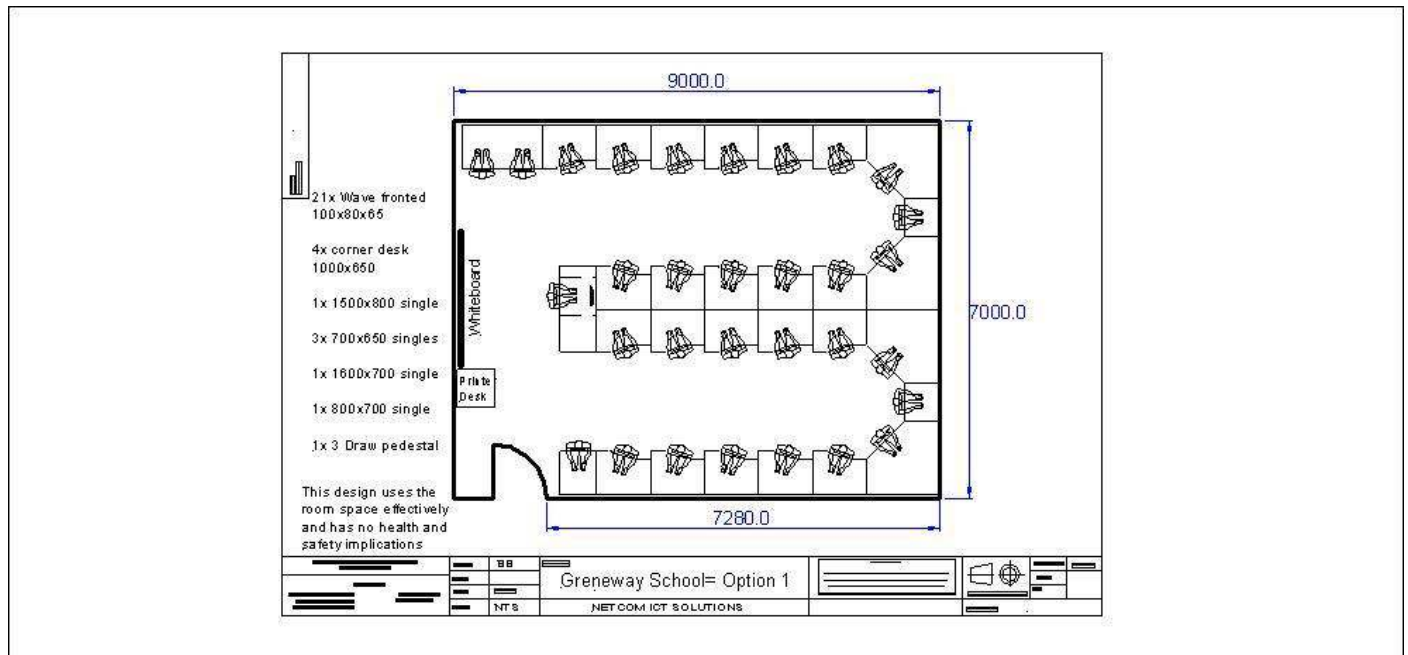 9000.0
21x Wave fronted
100x80x65
4x corner desk
1000x650
1x 1500x800 single
3x 700x650 singles
1x 1600x700 single
1x 800x700 single
1x 3 Draw pedestal
This design uses the
room space effectively
and has no health and
safety implications
Whiteboard
Printe
Desk
7000.0
7280.0
BB
NTS
Greneway School= Option 1
NETCOM ICT SOLUTIONS